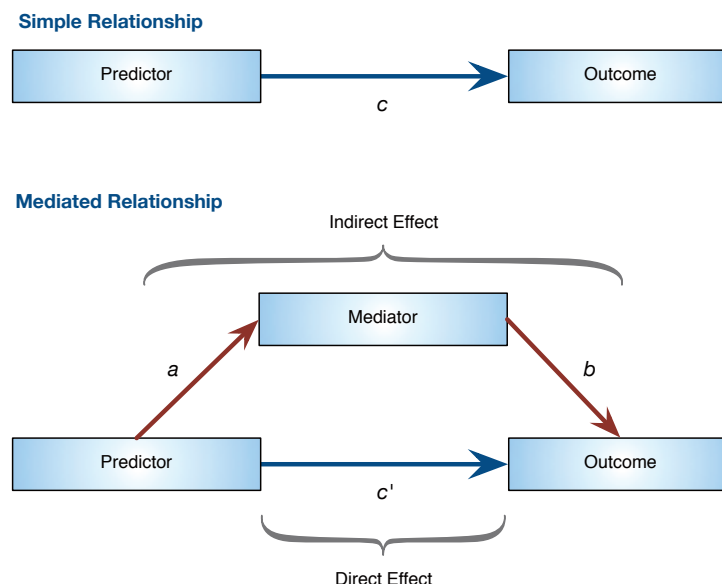 Simple Relationship
Predictor
Outcome
c
Mediated Relationship
Indirect Effect
Mediator
a
b
Predictor
Outcome
c'
Direct Effect